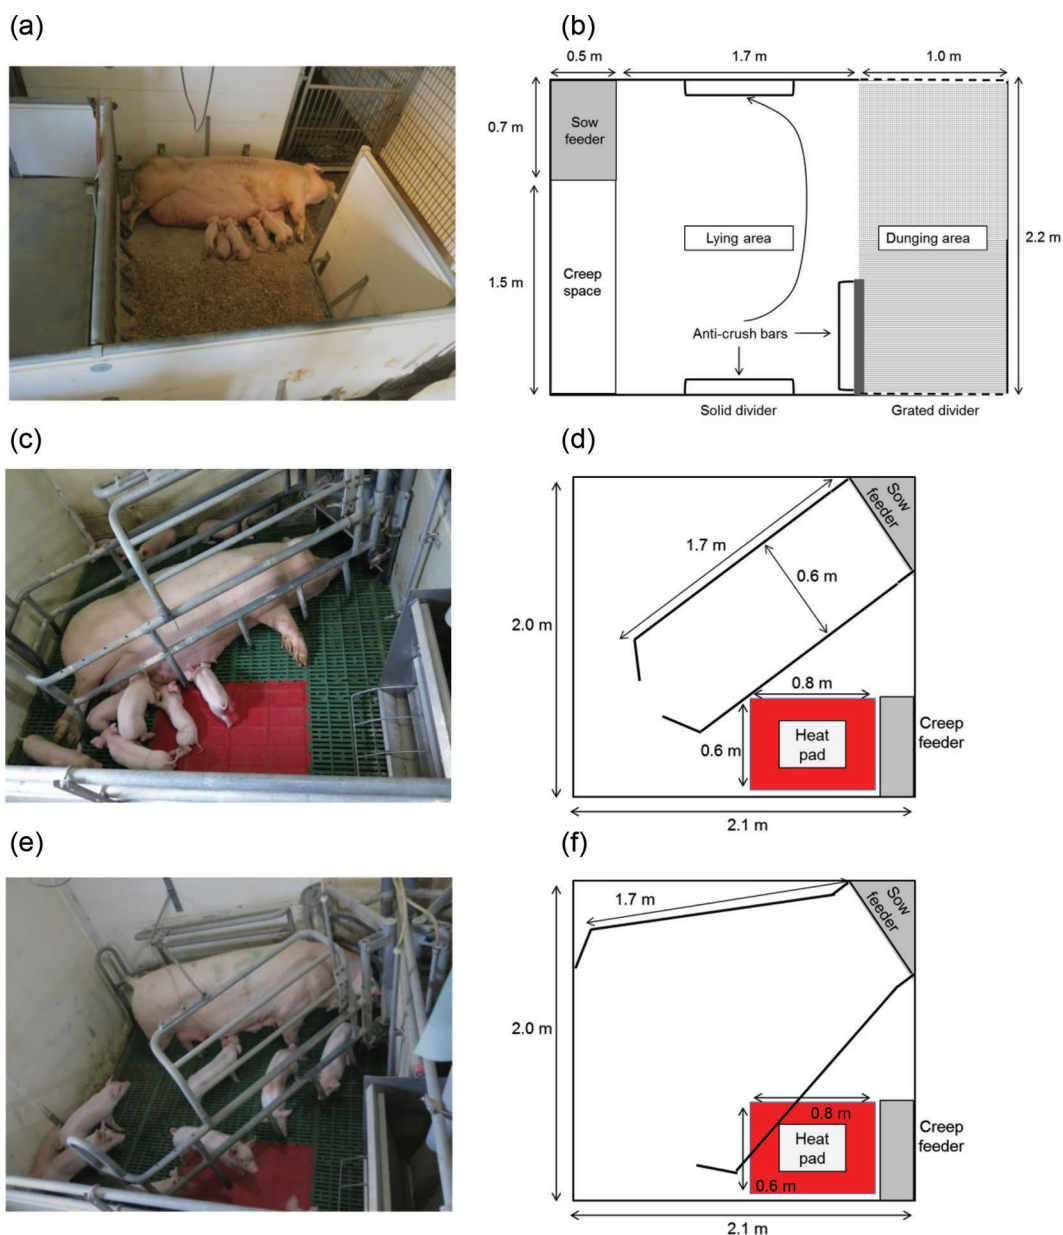 (a)
(b)
0.5 m
1.7 m
1.0 m
0.7 m
Sow
feeder
Lying area
Dunging area
2.2 m
1.5 m
Creep
space
Anti-crush bars
Solid divider
Grated divider
(c)
(d)
Sow
feeder
1.7 m
0.6 m
2.0 m
0.8 m
0.6 m
Heat
pad
Creep
feeder
2.1 m
(e)
(f)
1.7 m
Sow
feeder
2.0 m
0.8 m
Heat
pad
0.6 m
Creep
feeder
2.1 m